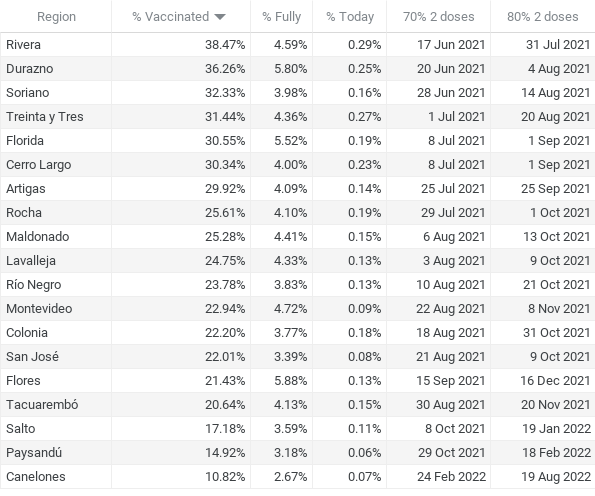 Region % Vaccinated % Fully % Today 70% 2 doses 80% 2 doses
Rivera 38.47% 4.59% 0.29% 17 Jun 2021 31 Jul 2021
Durazno 36.26% 5.80% 0.25% 20 Jun 2021 4 Aug 2021
Soriano 32.33% 3.98% 0.16% 28 Jun 2021 14 Aug 2021
Treinta y Tres 31.44% 4.36% 0.27% 1 Jul 2021 20 Aug 2021
Florida 30.55% 5.52% 0.19% 8 Jul 2021 1 Sep 2021
Cerro Largo 30.34% 4.00% 0.23% 8 Jul 2021 1 Sep 2021
Artigas 29.92% 4.09% 0.14% 25 Jul 2021 25 Sep 2021
Rocha 25.61% 4.10% 0.19% 29 Jul 2021 1 Oct 2021
Maldonado 25.28% 4.41% 0.15% 6 Aug 2021 13 Oct 2021
Lavalleja 24.75% 4.33% 0.13% 3 Aug 2021 9 Oct 2021
Río Negro 23.78% 3.83% 0.13% 10 Aug 2021 21 Oct 2021
Montevideo 22.94% 4.72% 0.09% 22 Aug 2021 8 Nov 2021
Colonia 22.20% 3.77% 0.18% 18 Aug 2021 31 Oct 2021
San José 22.01% 3.39% 0.08% 21 Aug 2021 9 Oct 2021
Flores 21.43% 5.88% 0.13% 15 Sep 2021 16 Dec 2021
Tacuarembó 20.64% 4.13% 0.15% 30 Aug 2021 20 Nov 2021
Salto 17.18% 3.59% 0.11% 8 Oct 2021 19 Jan 2022
Paysandú 14.92% 3.18% 0.06% 29 Oct 2021 18 Feb 2022
Canelones 10.82% 2.67% 0.07% 24 Feb 2022 19 Aug 2022